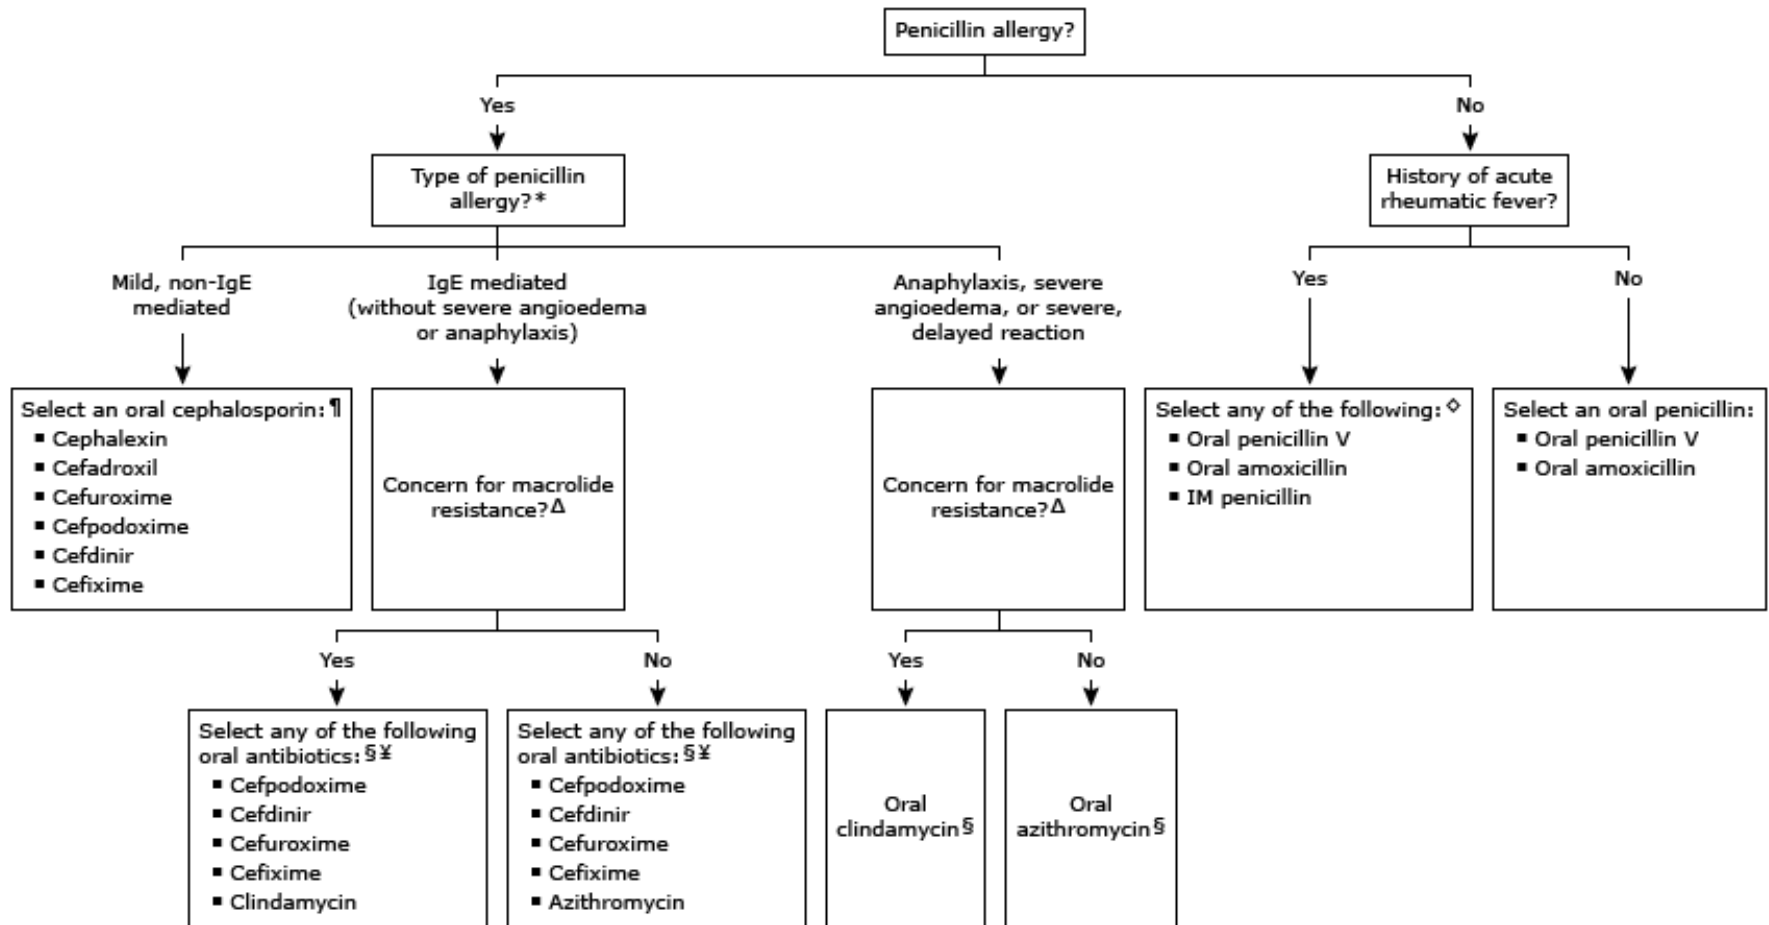 Penicillin allergy?
Yes
No
Type of penicillin
allergy?*
History of acute
rheumatic fever?
Mild, non-IgE
mediated
IgE mediated
(without severe angioedema
or anaphylaxis)
Anaphylaxis, severe
angioedema, or severe,
delayed reaction
Yes
No
Select an oral cephalosporin:¶
▪ Cephalexin
▪ Cefadroxil
▪ Cefuroxime
▪ Cefpodoxime
▪ Cefdinir
▪ Cefixime
Concern for macrolide
resistance?Δ
Concern for macrolide
resistance?Δ
Select any of the following:◇
▪ Oral penicillin V
▪ Oral amoxicillin
▪ IM penicillin
Select an oral penicillin:
▪ Oral penicillin V
▪ Oral amoxicillin
Yes
No
Yes
No
Select any of the following
oral antibiotics:§¥
▪ Cefpodoxime
▪ Cefdinir
▪ Cefuroxime
▪ Cefixime
▪ Clindamycin
Select any of the following
oral antibiotics:§¥
▪ Cefpodoxime
▪ Cefdinir
▪ Cefuroxime
▪ Cefixime
▪ Azithromycin
Oral
clindamycin§
Oral
azithromycin§